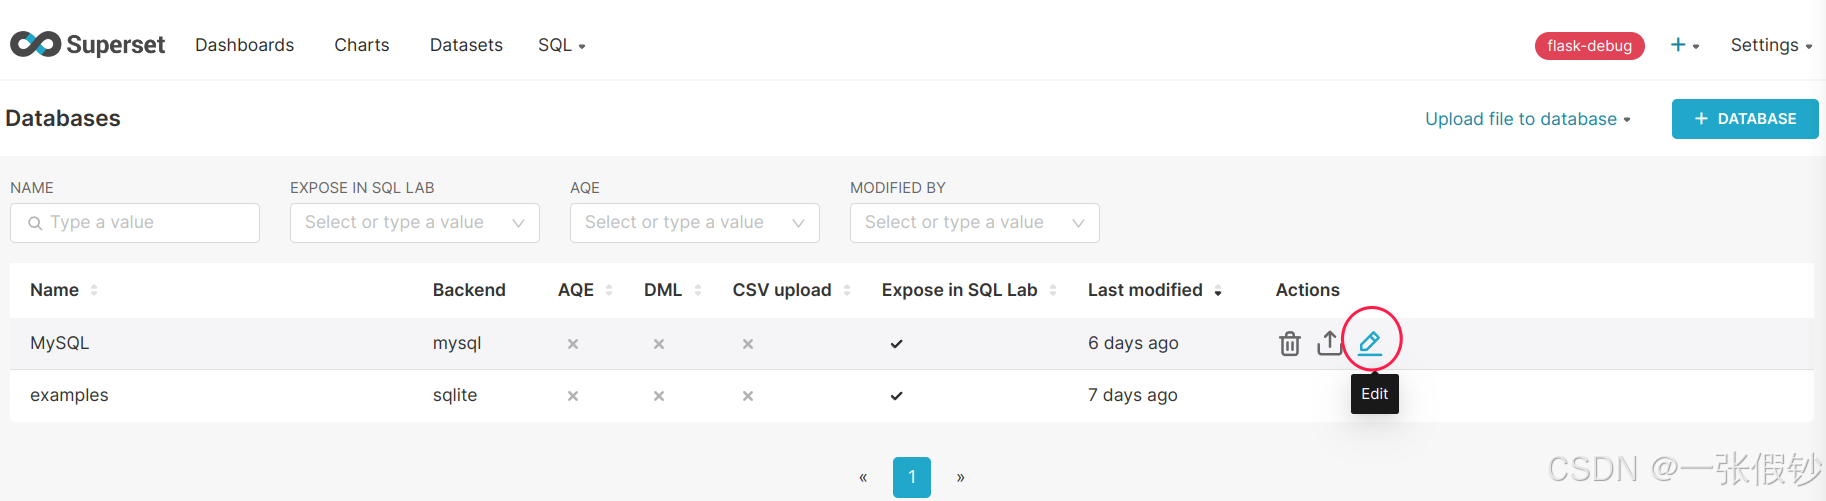 Superset Dashboards Charts Datasets SQL flask-debug + Settings
Databases Upload file to database + DATABASE
NAME EXPOSE IN SQL LAB AQE MODIFIED BY
Type a value Select or type a value Select or type a value Select or type a value
Name Backend AQE DML CSV upload Expose in SQL Lab Last modified Actions
MySQL mysql 6 days ago
Edit
examples sqlite 7 days ago
« 1 »
CSDN @一张假钞